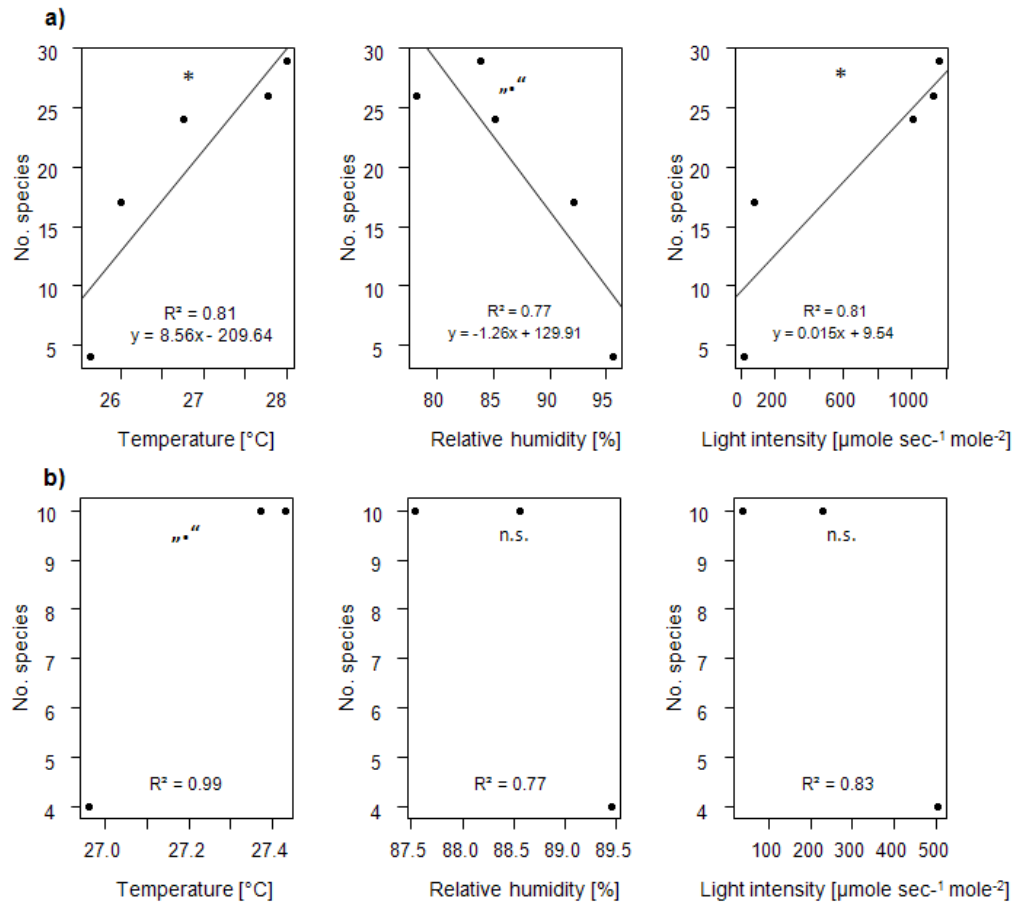 a)
No. species
30
25
20
15
10
5
*
R² = 0.81
y = 8.56x - 209.64
26 27 28
Temperature [°C]
No. species
30
25
20
15
10
5
„·“
R² = 0.77
y = -1.26x + 129.91
80 85 90 95
Relative humidity [%]
No. species
30
25
20
15
10
5
*
R² = 0.81
y = 0.015x + 9.54
0 200 600 1000
Light intensity [µmole sec-¹ mole⁻²]
b)
No. species
10
9
8
7
6
5
4
„·“
R² = 0.99
27.0 27.2 27.4
Temperature [°C]
No. species
10
9
8
7
6
5
4
n.s.
R² = 0.77
87.5 88.0 88.5 89.0 89.5
Relative humidity [%]
No. species
10
9
8
7
6
5
4
n.s.
R² = 0.83
100 200 300 400 500
Light intensity [µmole sec-¹ mole⁻²]